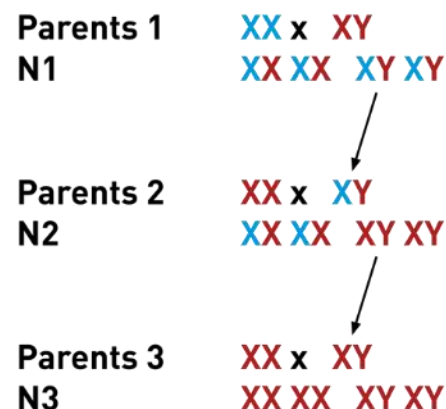 Parents 1 XX x XY
N1 XX XX XY XY
Parents 2 XX x XY
N2 XX XX XY XY
Parents 3 XX x XY
N3 XX XX XY XY